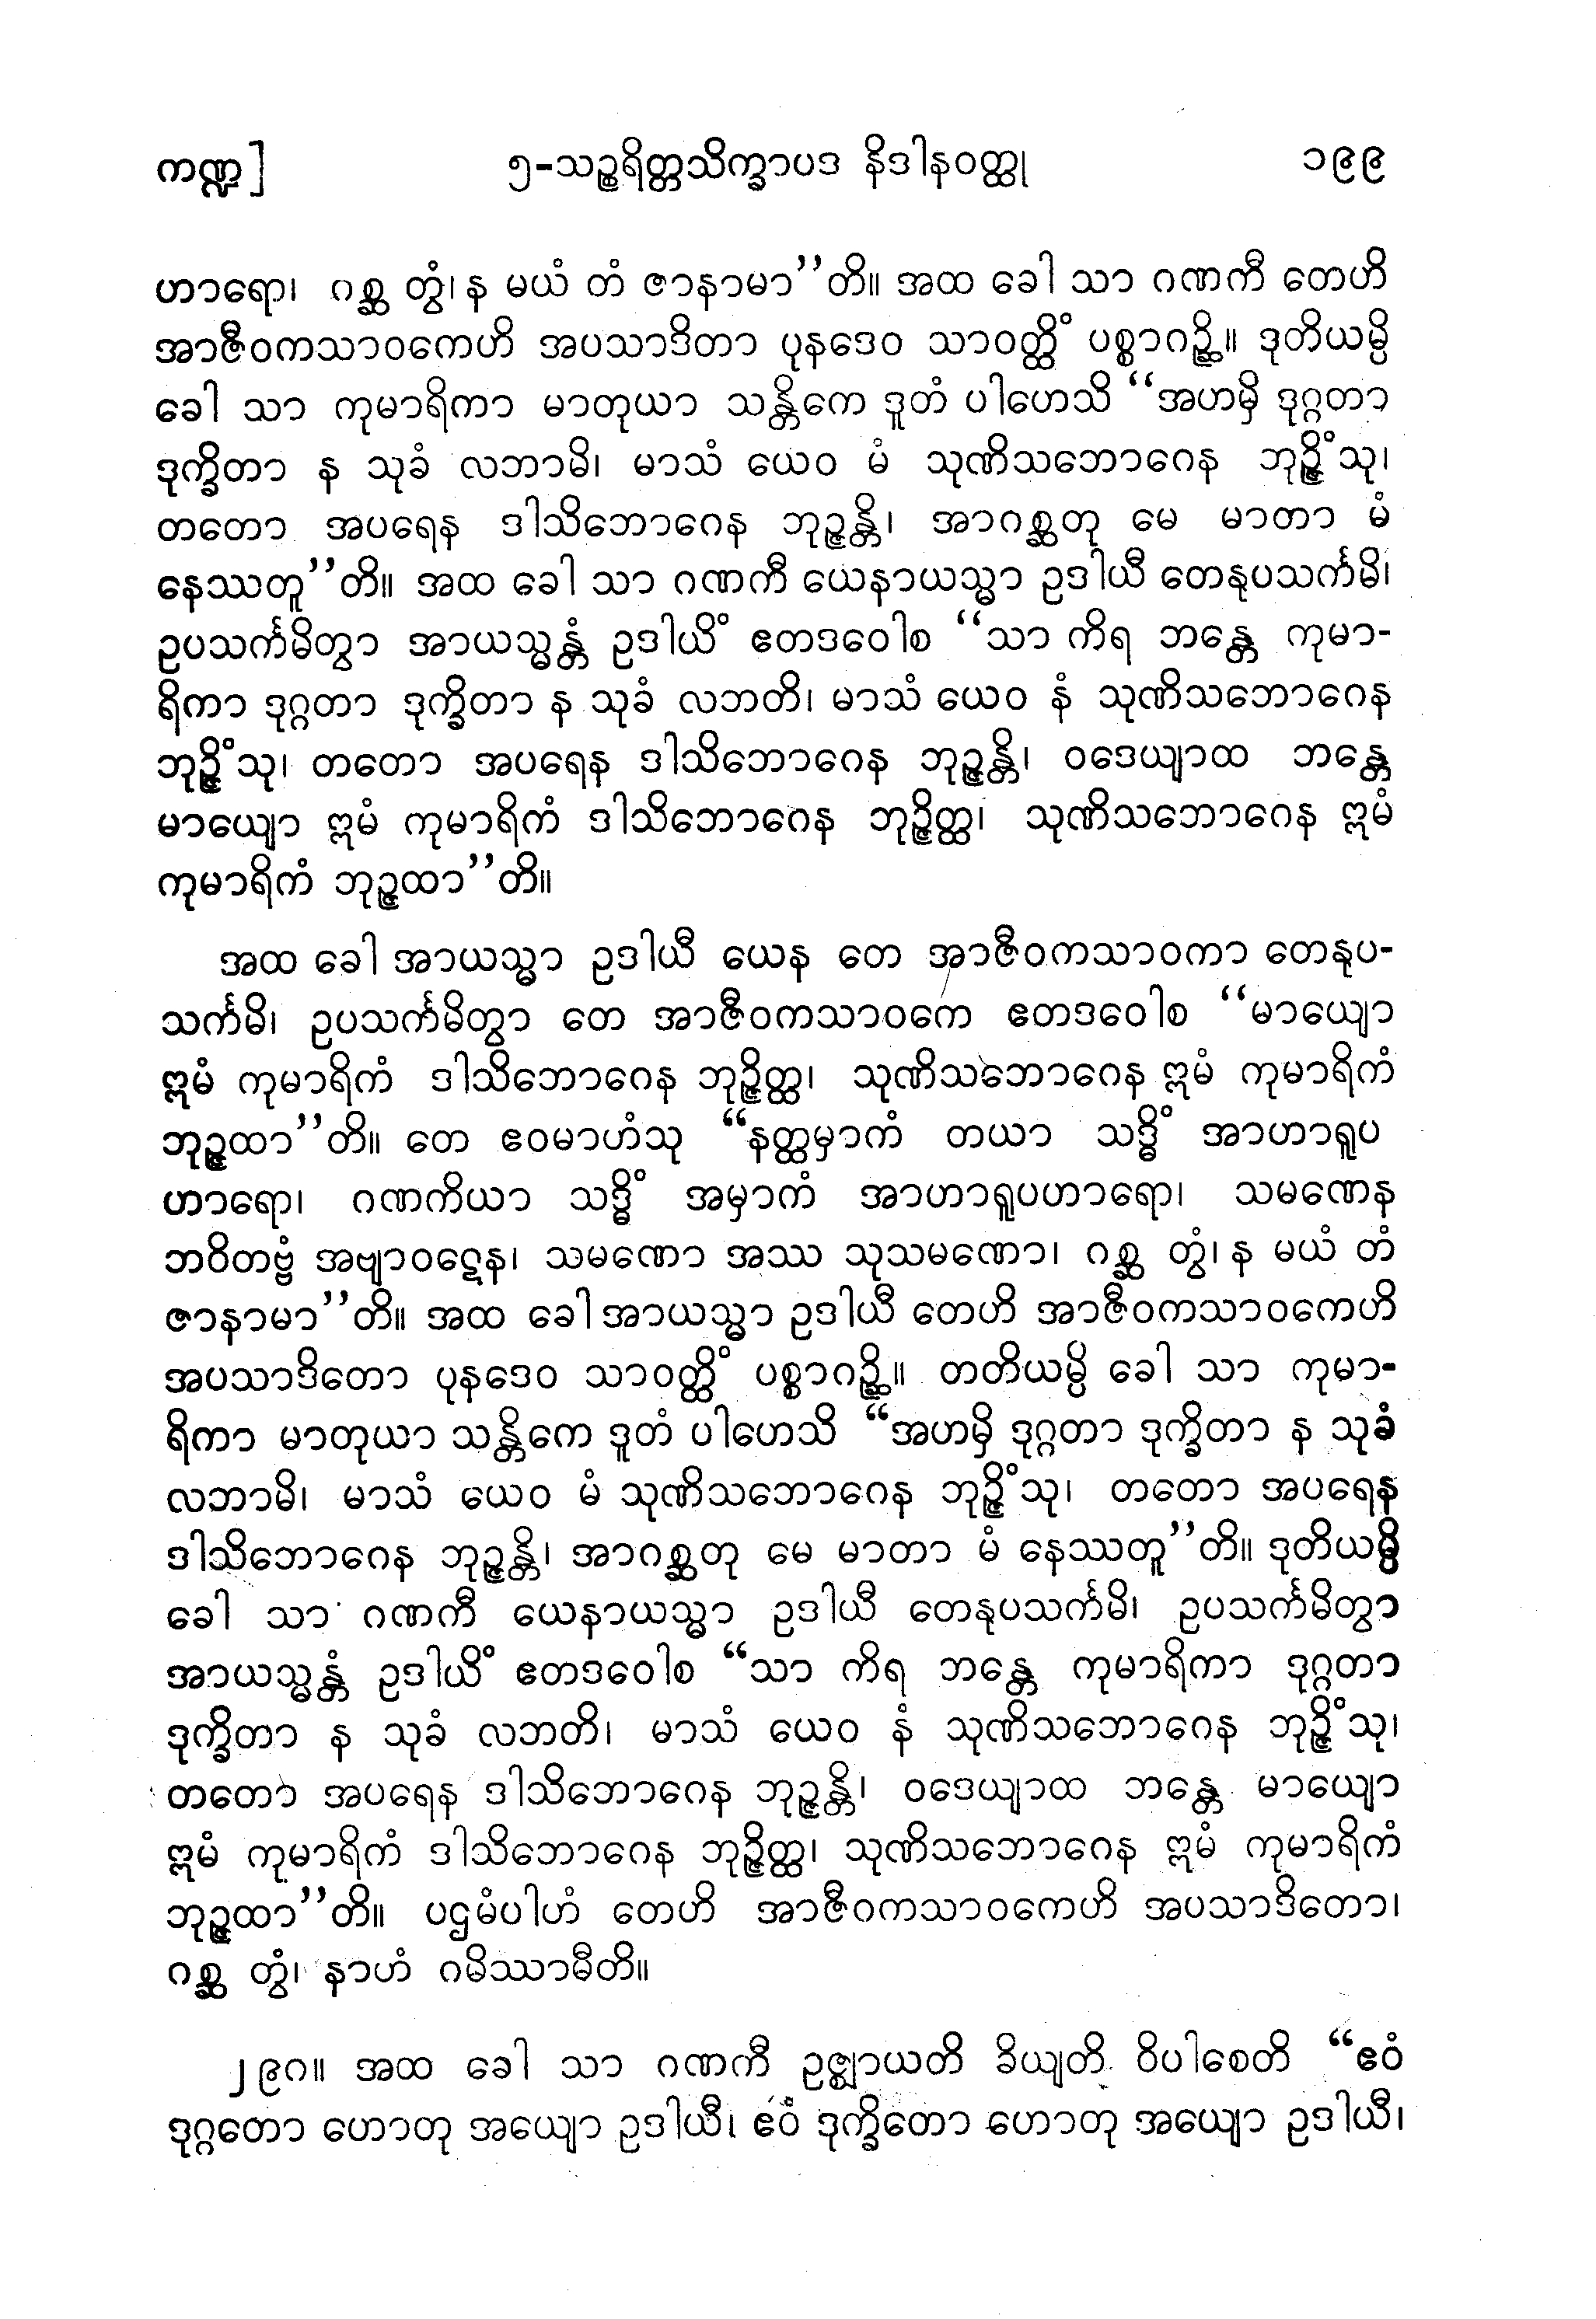 ကဏ္ဍ] ၅-သဉ္စရိတ္တသိက္ခာပဒ နိဒါနဝတ္ထု ၁၉၉
ဟာရော၊ ဂစ္ဆ တွံ၊ န မယံ တံ ဇာနာမာ’’တိ။ အထ ခေါ သာ ဂဏကီ တေဟိ
အာဇီဝကသာဝကေဟိ အပသာဒိတာ ပုနဒေဝ သာဝတ္ထိံ ပစ္စာဂဉ္ဆိ။ ဒုတိယမ္ပိ
ခေါ သာ ကုမာရိကာ မာတုယာ သန္တိကေ ဒူတံ ပါဟေသိ ‘‘အဟမှိ ဒုဂ္ဂတာ
ဒုက္ခိတာ န သုခံ လဘာမိ၊ မာသံ ယေဝ မံ သုဏိသဘောဂေန ဘုဉ္ဇိံသု၊
တတော အပရေန ဒါသိဘောဂေန ဘုဉ္ဇန္တိ၊ အာဂစ္ဆတု မေ မာတာ မံ
နေဿတူ’’တိ။ အထ ခေါ သာ ဂဏကီ ယေနာယသ္မာ ဥဒါယီ တေနုပသင်္ကမိ၊
ဥပသင်္ကမိတွာ အာယသ္မန္တံ ဥဒါယိံ ဧတဒဝေါစ ‘‘သာ ကိရ ဘန္တေ ကုမာ-
ရိကာ ဒုဂ္ဂတာ ဒုက္ခိတာ န သုခံ လဘတိ၊ မာသံ ယေဝ နံ သုဏိသဘောဂေန
ဘုဉ္ဇိံသု၊ တတော အပရေန ဒါသိဘောဂေန ဘုဉ္ဇန္တိ၊ ဝဒေယျာထ ဘန္တေ
မာယျော ဣမံ ကုမာရိကံ ဒါသိဘောဂေန ဘုဉ္ဇိတ္ထ၊ သုဏိသဘောဂေန ဣမံ
ကုမာရိကံ ဘုဉ္ဇထာ’’တိ။
အထ ခေါ အာယသ္မာ ဥဒါယီ ယေန တေ အာဇီဝကသာဝကာ တေနုပ-
သင်္ကမိ၊ ဥပသင်္ကမိတွာ တေ အာဇီဝကသာဝကေ ဧတဒဝေါစ ‘‘မာယျော
ဣမံ ကုမာရိကံ ဒါသိဘောဂေန ဘုဉ္ဇိတ္ထ၊ သုဏိသဘောဂေန ဣမံ ကုမာရိကံ
ဘုဉ္ဇထာ’’တိ။ တေ ဧဝမာဟံသု ‘‘နတ္ထမှာကံ တယာ သဒ္ဓိံ အာဟာရူပ
ဟာရော၊ ဂဏကိယာ သဒ္ဓိံ အမှာကံ အာဟာရူပဟာရော၊ သမဏေန
ဘဝိတဗ္ဗံ အဗျာဝဋေန၊ သမဏော အဿ သုသမဏော၊ ဂစ္ဆ တွံ၊ န မယံ တံ
ဇာနာမာ’’တိ။ အထ ခေါ အာယသ္မာ ဥဒါယီ တေဟိ အာဇီဝကသာဝကေဟိ
အပသာဒိတော ပုနဒေဝ သာဝတ္ထိံ ပစ္စာဂဉ္ဆိ။ တတိယမ္ပိ ခေါ သာ ကုမာ-
ရိကာ မာတုယာ သန္တိကေ ဒူတံ ပါဟေသိ ‘‘အဟမှိ ဒုဂ္ဂတာ ဒုက္ခိတာ န သုခံ
လဘာမိ၊ မာသံ ယေဝ မံ သုဏိသဘောဂေန ဘုဉ္ဇိံသု၊ တတော အပရေန
ဒါသိဘောဂေန ဘုဉ္ဇန္တိ၊ အာဂစ္ဆတု မေ မာတာ မံ နေဿတူ’’တိ။ ဒုတိယမ္ပိ
ခေါ သာ ဂဏကီ ယေနာယသ္မာ ဥဒါယီ တေနုပသင်္ကမိ၊ ဥပသင်္ကမိတွာ
အာယသ္မန္တံ ဥဒါယိံ ဧတဒဝေါစ ‘‘သာ ကိရ ဘန္တေ ကုမာရိကာ ဒုဂ္ဂတာ
ဒုက္ခိတာ န သုခံ လဘတိ၊ မာသံ ယေဝ နံ သုဏိသဘောဂေန ဘုဉ္ဇိံသု၊
တတော အပရေန ဒါသိဘောဂေန ဘုဉ္ဇန္တိ၊ ဝဒေယျာထ ဘန္တေ မာယျော
ဣမံ ကုမာရိကံ ဒါသိဘောဂေန ဘုဉ္ဇိတ္ထ၊ သုဏိသဘောဂေန ဣမံ ကုမာရိကံ
ဘုဉ္ဇထာ’’တိ။ ပဌမံပါဟံ တေဟိ အာဇီဝကသာဝကေဟိ အပသာဒိတော၊
ဂစ္ဆ တွံ၊ နာဟံ ဂမိဿာမီတိ။
၂၉၇။ အထ ခေါ သာ ဂဏကီ ဥဇ္ဈာယတိ ခိယျတိ ဝိပါစေတိ ‘‘ဧဝံ
ဒုဂ္ဂတော ဟောတု အယျော ဥဒါယီ၊ ဧဝံ ဒုက္ခိတော ဟောတု အယျော ဥဒါယီ၊